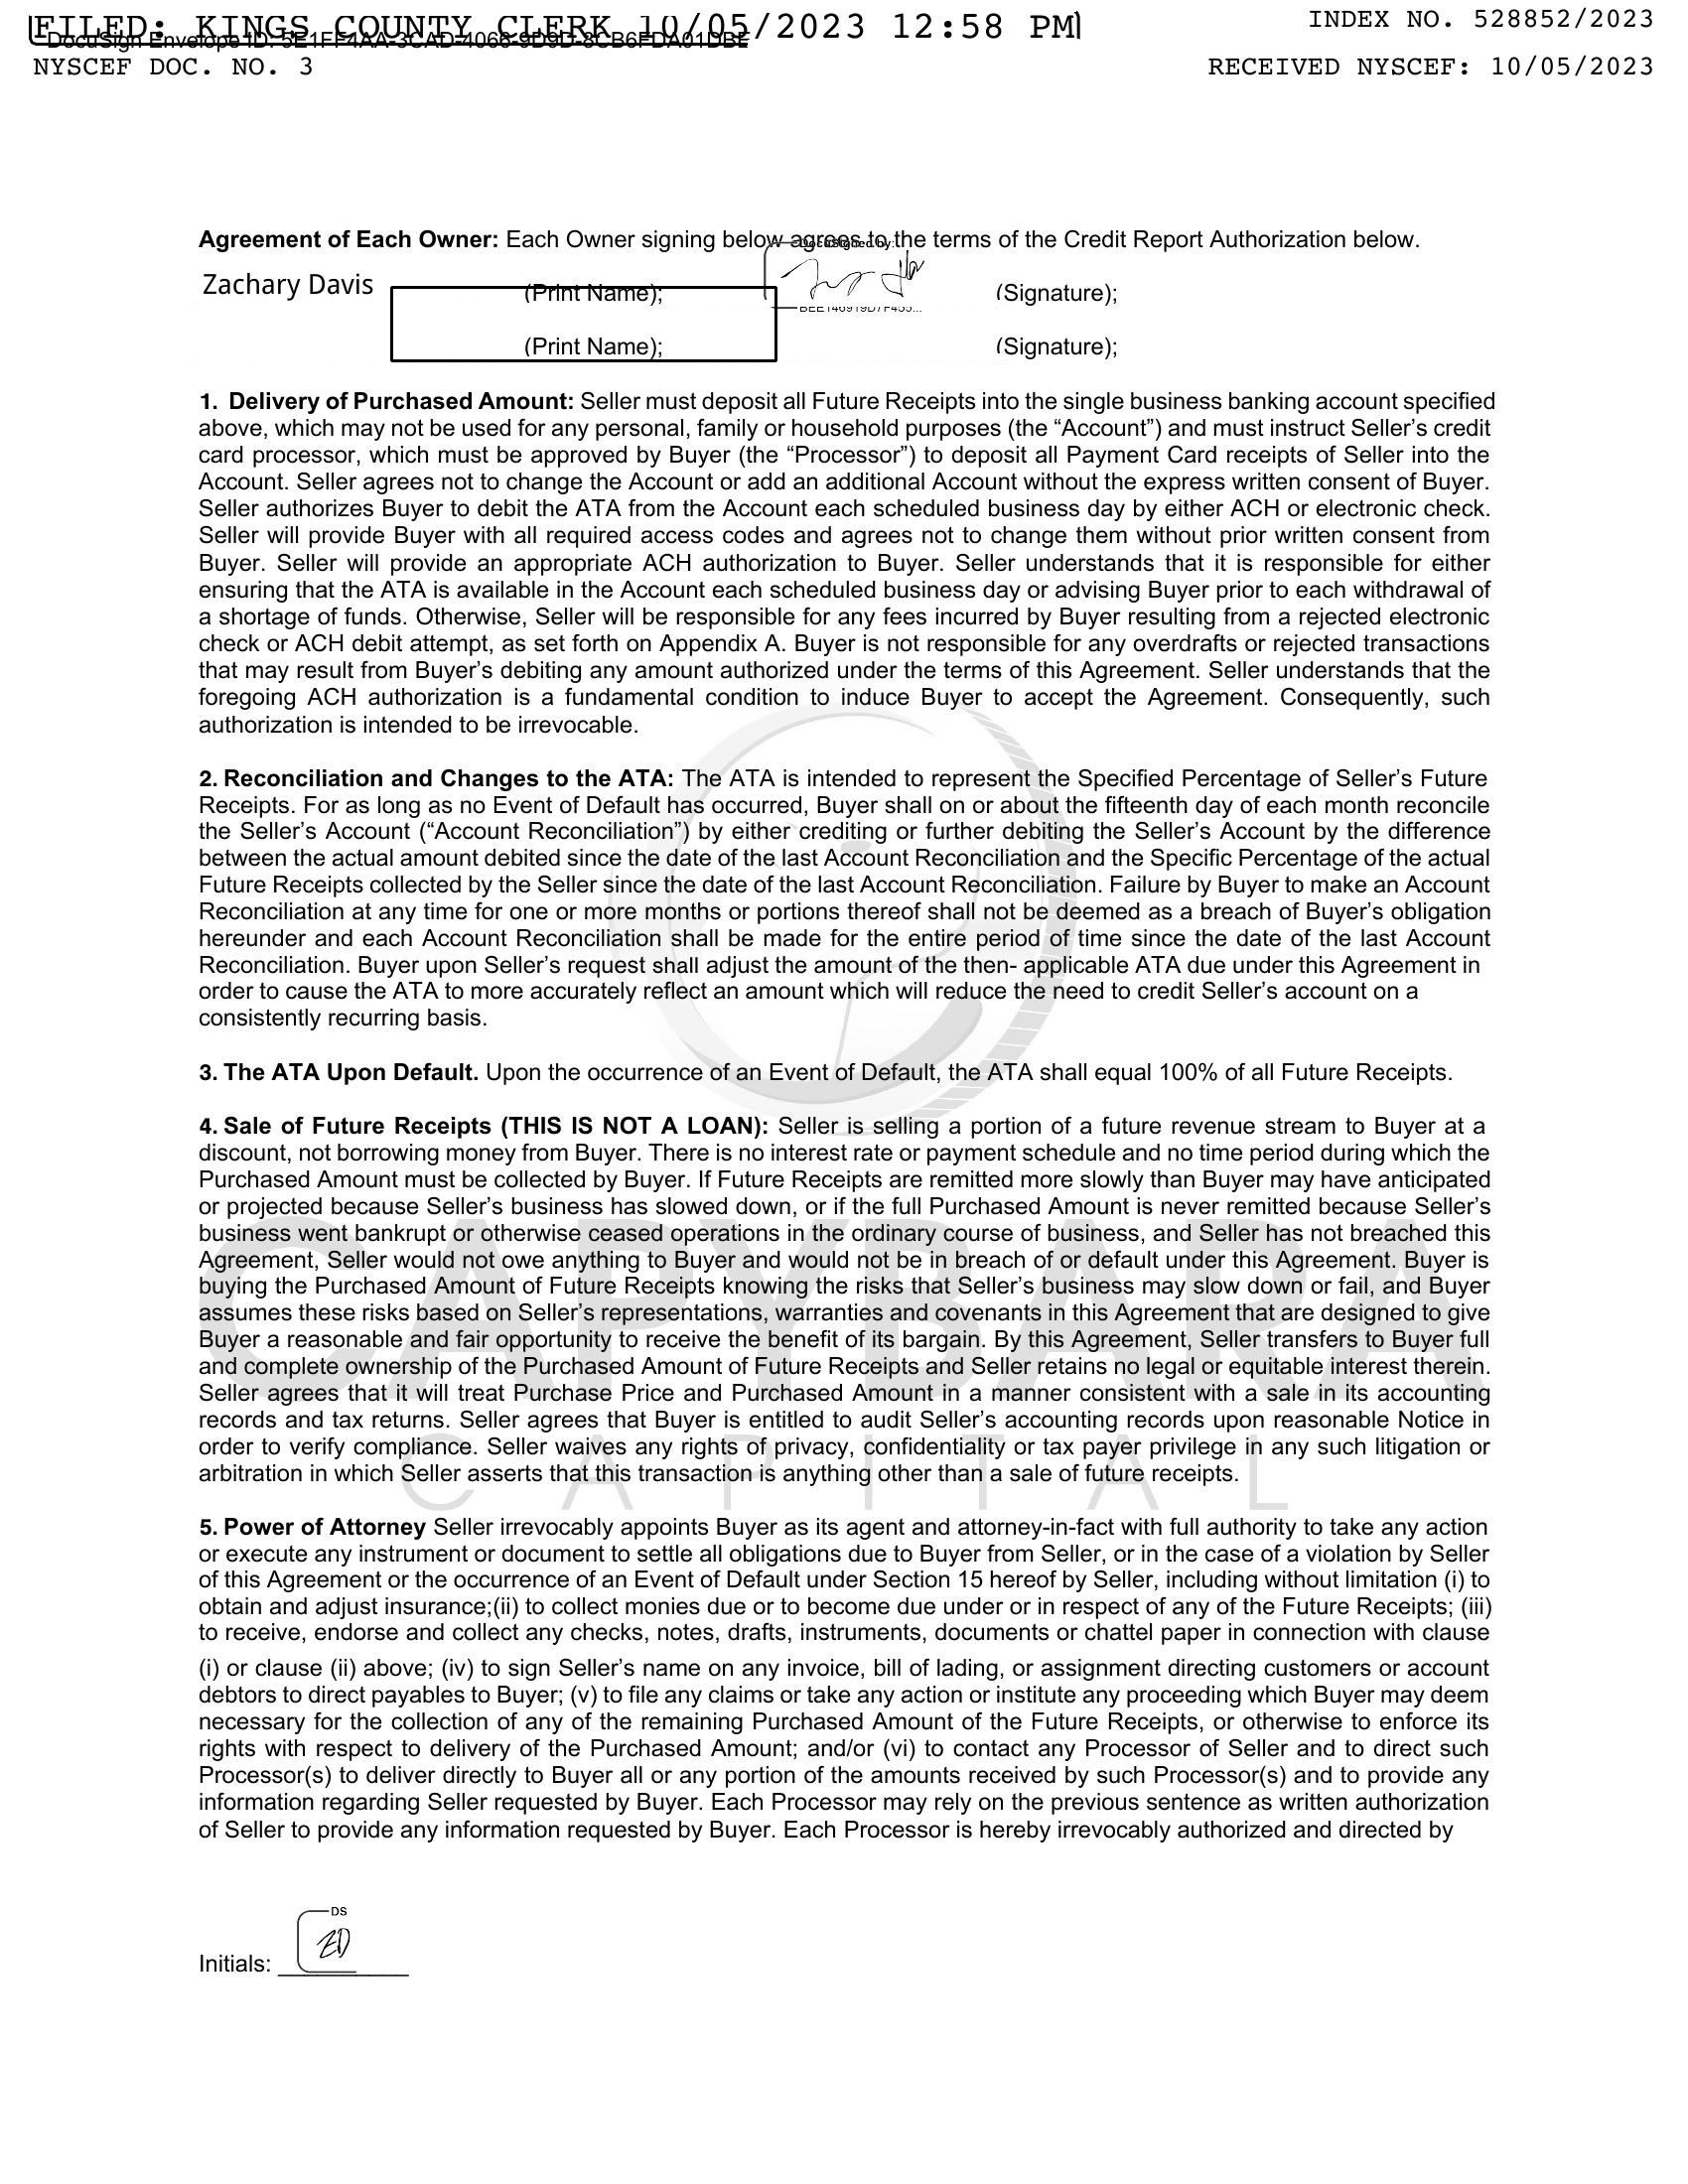 FILED: KINGS COUNTY CLERK 10/05/2023 12:58 PM
INDEX NO. 528852/2023
DocuSign Envelope ID: 5E1FF4AA-3CAD-4066-9D9D-8CB6FDA01DBE
NYSCEF DOC. NO. 3
RECEIVED NYSCEF: 10/05/2023
Agreement of Each Owner: Each Owner signing below agrees to the terms of the Credit Report Authorization below.
DocuSigned by:
Zachary Davis (Print Name); (Signature);
(Print Name); (Signature);
1. Delivery of Purchased Amount: Seller must deposit all Future Receipts into the single business banking account specified
above, which may not be used for any personal, family or household purposes (the “Account”) and must instruct Seller’s credit
card processor, which must be approved by Buyer (the “Processor”) to deposit all Payment Card receipts of Seller into the
Account. Seller agrees not to change the Account or add an additional Account without the express written consent of Buyer.
Seller authorizes Buyer to debit the ATA from the Account each scheduled business day by either ACH or electronic check.
Seller will provide Buyer with all required access codes and agrees not to change them without prior written consent from
Buyer. Seller will provide an appropriate ACH authorization to Buyer. Seller understands that it is responsible for either
ensuring that the ATA is available in the Account each scheduled business day or advising Buyer prior to each withdrawal of
a shortage of funds. Otherwise, Seller will be responsible for any fees incurred by Buyer resulting from a rejected electronic
check or ACH debit attempt, as set forth on Appendix A. Buyer is not responsible for any overdrafts or rejected transactions
that may result from Buyer’s debiting any amount authorized under the terms of this Agreement. Seller understands that the
foregoing ACH authorization is a fundamental condition to induce Buyer to accept the Agreement. Consequently, such
authorization is intended to be irrevocable.
2. Reconciliation and Changes to the ATA: The ATA is intended to represent the Specified Percentage of Seller’s Future
Receipts. For as long as no Event of Default has occurred, Buyer shall on or about the fifteenth day of each month reconcile
the Seller’s Account (“Account Reconciliation”) by either crediting or further debiting the Seller’s Account by the difference
between the actual amount debited since the date of the last Account Reconciliation and the Specific Percentage of the actual
Future Receipts collected by the Seller since the date of the last Account Reconciliation. Failure by Buyer to make an Account
Reconciliation at any time for one or more months or portions thereof shall not be deemed as a breach of Buyer’s obligation
hereunder and each Account Reconciliation shall be made for the entire period of time since the date of the last Account
Reconciliation. Buyer upon Seller’s request shall adjust the amount of the then- applicable ATA due under this Agreement in
order to cause the ATA to more accurately reflect an amount which will reduce the need to credit Seller’s account on a
consistently recurring basis.
3. The ATA Upon Default. Upon the occurrence of an Event of Default, the ATA shall equal 100% of all Future Receipts.
4. Sale of Future Receipts (THIS IS NOT A LOAN): Seller is selling a portion of a future revenue stream to Buyer at a
discount, not borrowing money from Buyer. There is no interest rate or payment schedule and no time period during which the
Purchased Amount must be collected by Buyer. If Future Receipts are remitted more slowly than Buyer may have anticipated
or projected because Seller’s business has slowed down, or if the full Purchased Amount is never remitted because Seller’s
business went bankrupt or otherwise ceased operations in the ordinary course of business, and Seller has not breached this
Agreement, Seller would not owe anything to Buyer and would not be in breach of or default under this Agreement. Buyer is
buying the Purchased Amount of Future Receipts knowing the risks that Seller’s business may slow down or fail, and Buyer
assumes these risks based on Seller’s representations, warranties and covenants in this Agreement that are designed to give
Buyer a reasonable and fair opportunity to receive the benefit of its bargain. By this Agreement, Seller transfers to Buyer full
and complete ownership of the Purchased Amount of Future Receipts and Seller retains no legal or equitable interest therein.
Seller agrees that it will treat Purchase Price and Purchased Amount in a manner consistent with a sale in its accounting
records and tax returns. Seller agrees that Buyer is entitled to audit Seller’s accounting records upon reasonable Notice in
order to verify compliance. Seller waives any rights of privacy, confidentiality or tax payer privilege in any such litigation or
arbitration in which Seller asserts that this transaction is anything other than a sale of future receipts.
CAPYBARA
CAPITAL
5. Power of Attorney Seller irrevocably appoints Buyer as its agent and attorney-in-fact with full authority to take any action
or execute any instrument or document to settle all obligations due to Buyer from Seller, or in the case of a violation by Seller
of this Agreement or the occurrence of an Event of Default under Section 15 hereof by Seller, including without limitation (i) to
obtain and adjust insurance;(ii) to collect monies due or to become due under or in respect of any of the Future Receipts; (iii)
to receive, endorse and collect any checks, notes, drafts, instruments, documents or chattel paper in connection with clause
(i) or clause (ii) above; (iv) to sign Seller’s name on any invoice, bill of lading, or assignment directing customers or account
debtors to direct payables to Buyer; (v) to file any claims or take any action or institute any proceeding which Buyer may deem
necessary for the collection of any of the remaining Purchased Amount of the Future Receipts, or otherwise to enforce its
rights with respect to delivery of the Purchased Amount; and/or (vi) to contact any Processor of Seller and to direct such
Processor(s) to deliver directly to Buyer all or any portion of the amounts received by such Processor(s) and to provide any
information regarding Seller requested by Buyer. Each Processor may rely on the previous sentence as written authorization
of Seller to provide any information requested by Buyer. Each Processor is hereby irrevocably authorized and directed by
DS
ZD
Initials: